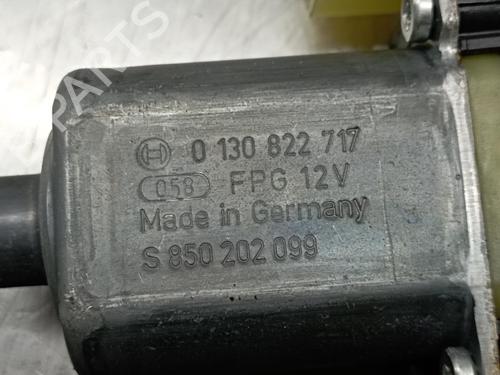 0 130 822 717
058 FPG 12V
Made in Germany
S 850 202 099